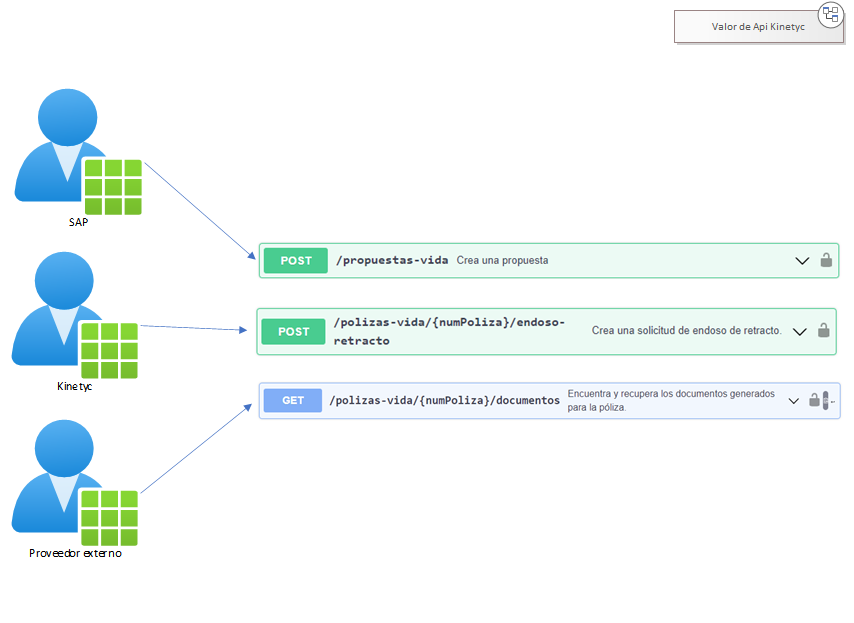 Valor de Api Kinetyc
SAP
POST /propuestas-vida Crea una propuesta
Kinetyc
POST /polizas-vida/{numPoliza}/endoso-
retracto
Crea una solicitud de endoso de retracto.
GET /polizas-vida/{numPoliza}/documentos
Encuentra y recupera los documentos generados
para la póliza.
Proveedor externo